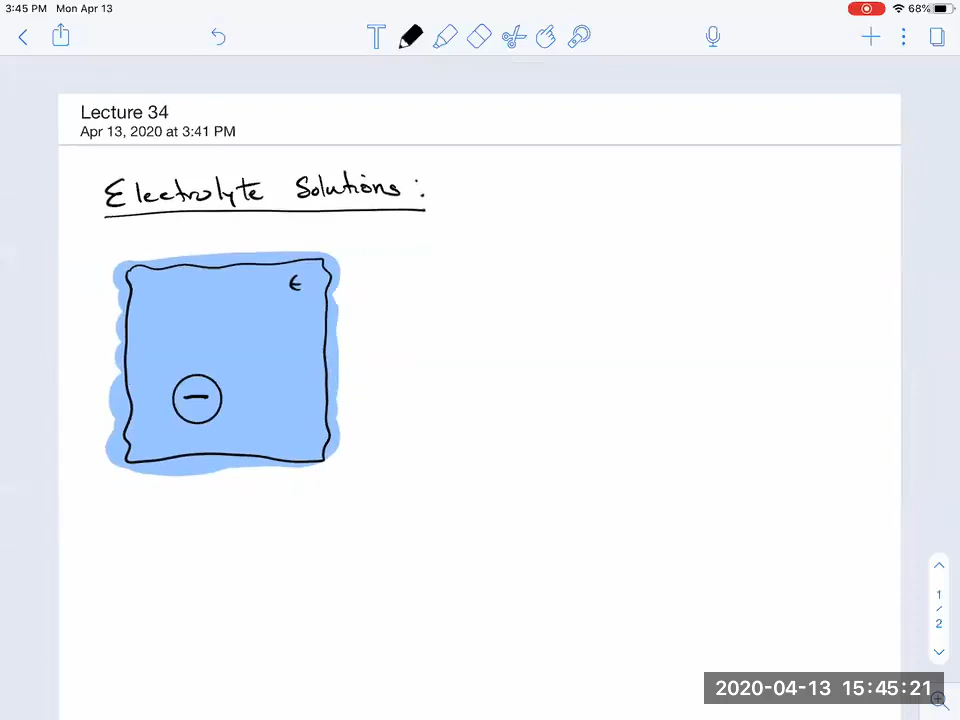 3:45 PM Mon Apr 13 68%
T
Lecture 34
Apr 13, 2020 at 3:41 PM
Electrolyte Solutions:
ϵ
−
1
/
2
2020-04-13 15:45:21